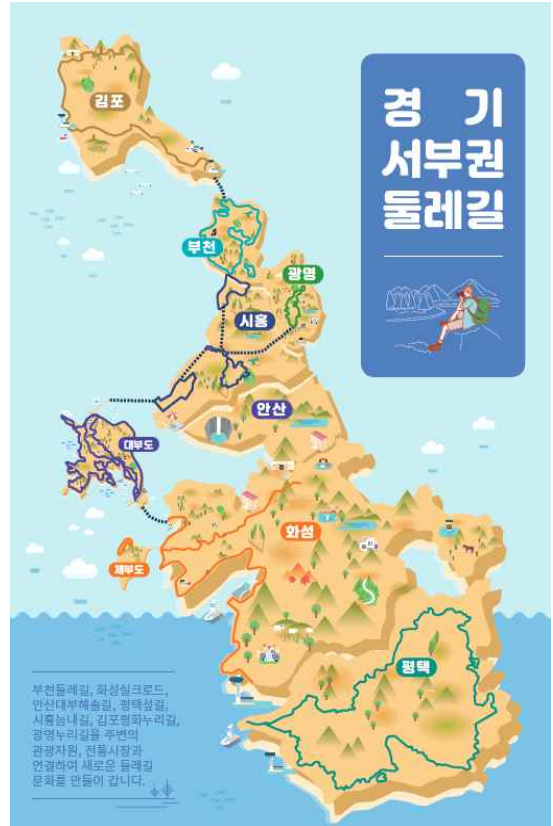 경 기
서부권
둘레길
김포
부천
광명
시흥
안산
대부도
화성
제부도
평택
부천둘레길, 화성실크로드,
안산대부해솔길, 평택섶길,
시흥늠내길, 김포평화누리길,
광명누리길을 주변의
관광자원, 전통시장과
연결하여 새로운 둘레길
문화를 만들어 갑니다.